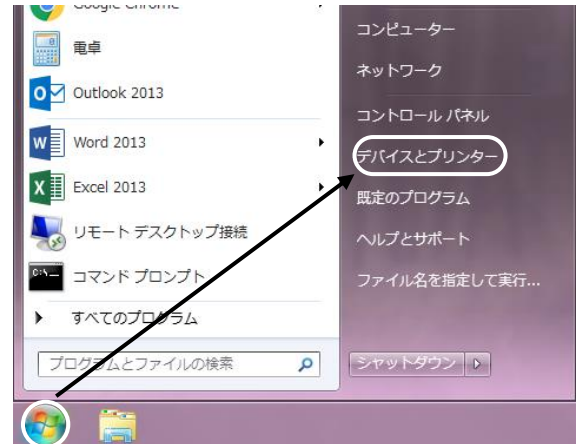 Google Chrome
電卓
Outlook 2013
Word 2013
Excel 2013
リモート デスクトップ接続
コマンド プロンプト
すべてのプログラム
プログラムとファイルの検索
コンピューター
ネットワーク
コントロール パネル
デバイスとプリンター
既定のプログラム
ヘルプとサポート
ファイル名を指定して実行...
シャットダウン